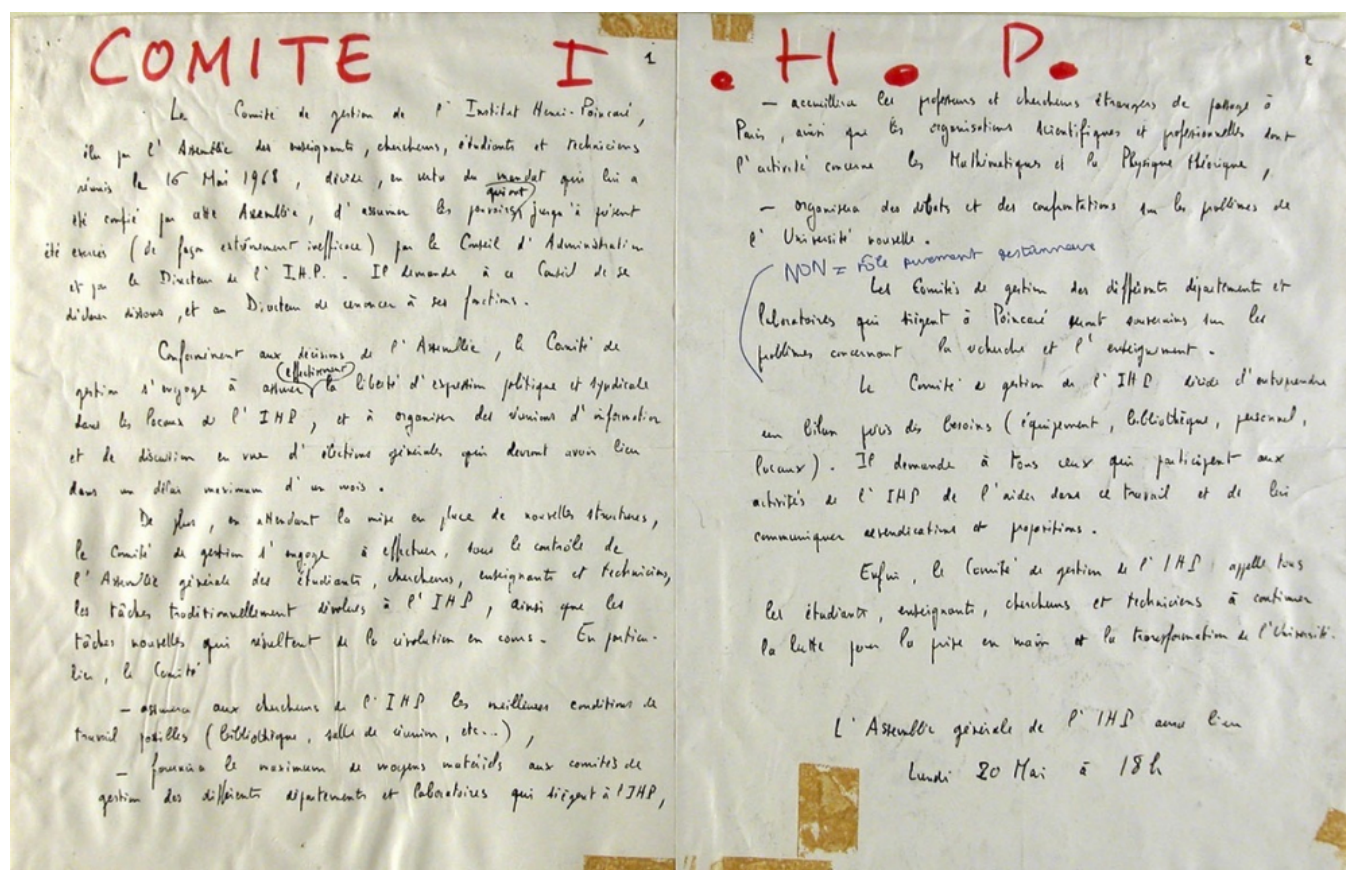 COMITE I.H.P.
1
Le Comité de gestion de l'Institut Henri-Poincaré,
élu par l'Assemblée des enseignants, chercheurs, étudiants et techniciens
réunis le 16 Mai 1968, décide, en vertu du mandat qui lui a
été confié par cette Assemblée, d'assumer les pouvoirs qui ont jusqu'à présent
été exercés (de façon extrêmement inefficace) par le Conseil d'Administration
et par le Directeur de l'I.H.P.. Il demande à ce Conseil de se
déclarer dissous, et au Directeur de renoncer à ses fonctions.
Conformément aux décisions de l'Assemblée, le Comité de
gestion s'engage à assurer effectivement la liberté d'expression politique et syndicale
dans les locaux de l'IHP, et à organiser des réunions d'information
et de discussion en vue d'élections générales qui devront avoir lieu
dans un délai maximum d'un mois.
De plus, en attendant la mise en place de nouvelles structures,
le Comité de gestion s'engage à effectuer, sous le contrôle de
l'Assemblée générale des étudiants, chercheurs, enseignants et techniciens,
les tâches traditionnellement dévolues à l'IHP, ainsi que les
tâches nouvelles qui résultent de la révolution en cours. En particu-
lier, le Comité
- assurera aux chercheurs de l'IHP les meilleures conditions de
travail possibles (bibliothèque, salle de réunion, etc...),
- fournira le maximum de moyens matériels aux comités de
gestion des différents départements et laboratoires qui siègent à l'IHP,
2
- accueillera les professeurs et chercheurs étrangers de passage à
Paris, ainsi que les organisations scientifiques et professionnelles dont
l'activité concerne les Mathématiques et la Physique théorique,
- organisera des débats et des confrontations sur les problèmes de
l'Université nouvelle.
NON = rôle purement gestionnaire
Les Comités de gestion des différents départements et
laboratoires qui siègent à Poincaré seront souverains sur les
problèmes concernant la recherche et l'enseignement.
Le Comité de gestion de l'IHP décide d'entreprendre
un bilan précis des besoins (équipement, bibliothèque, personnel,
locaux). Il demande à tous ceux qui participent aux
activités de l'IHP de l'aider dans ce travail et de lui
communiquer revendications et propositions.
Enfin, le Comité de gestion de l'IHP appelle tous
les étudiants, enseignants, chercheurs et techniciens à continuer
la lutte pour la prise en main et la transformation de l'Université.
L'Assemblée générale de l'IHP aura lieu
Lundi 20 Mai à 18h